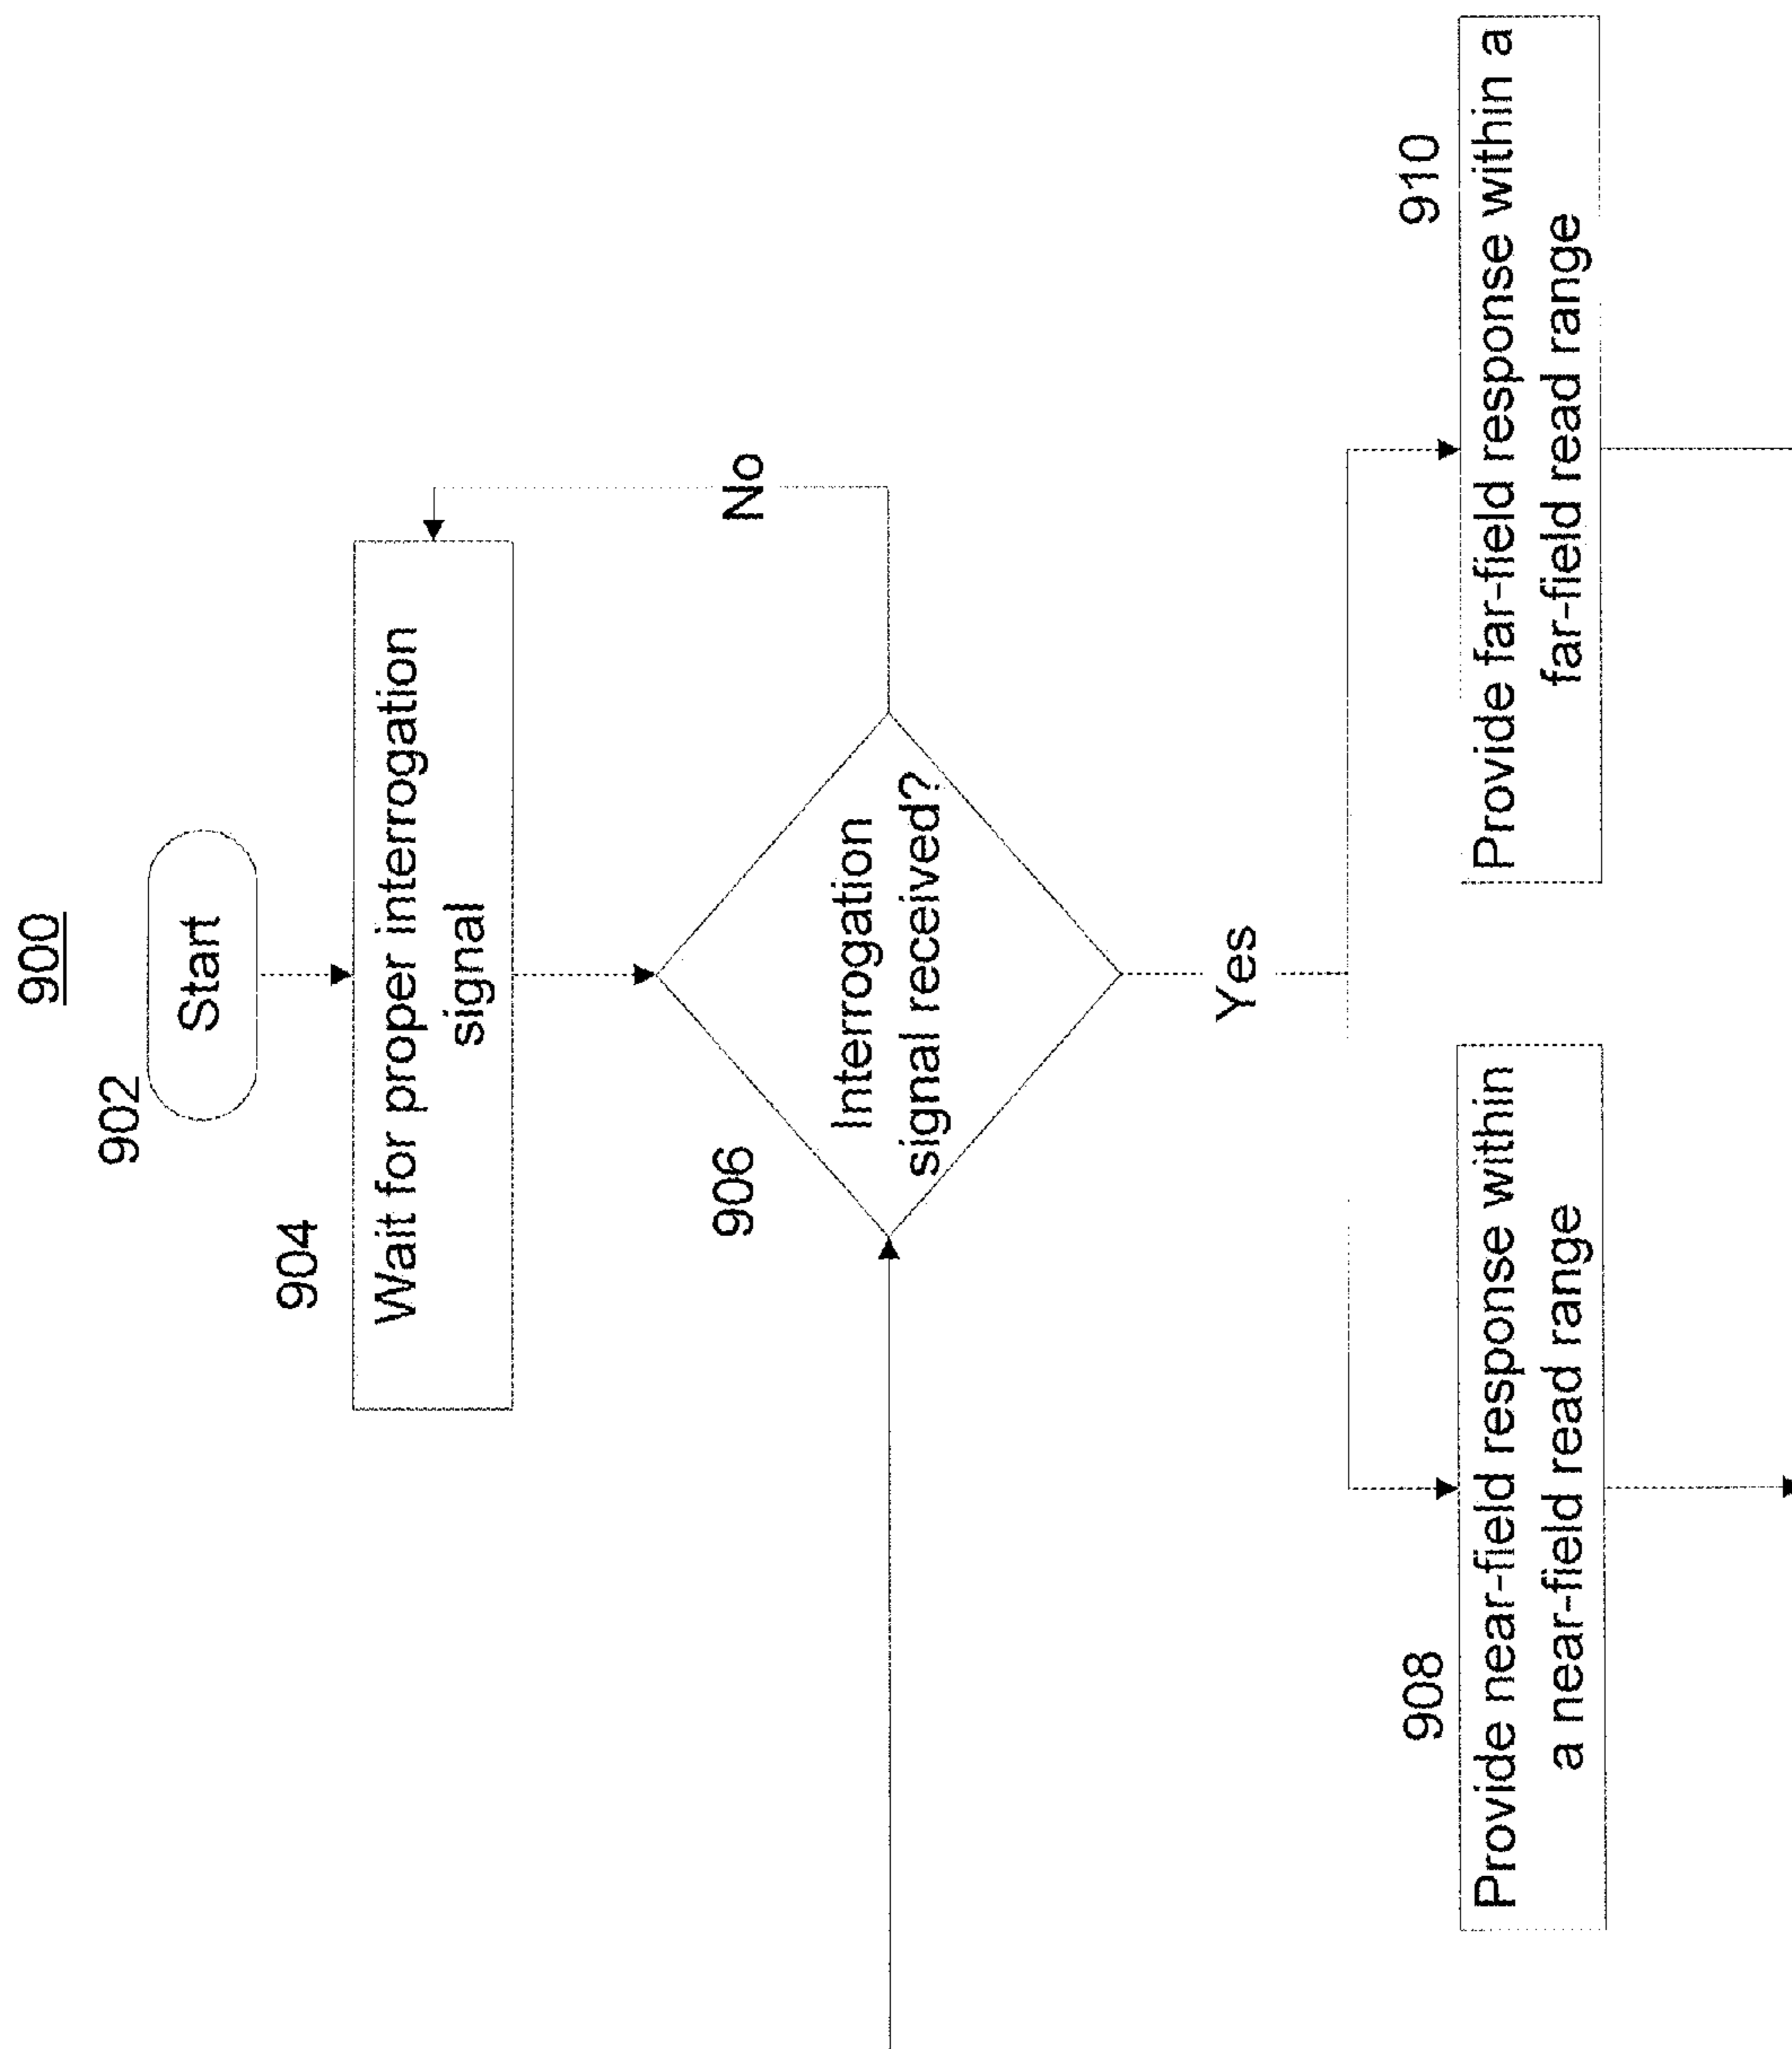 900
902
Start
904
Wait for proper interrogation
signal
906
Interrogation
signal received?
No
Yes
908
Provide near-field response within
a near-field read range
910
Provide far-field response within a
far-field read range